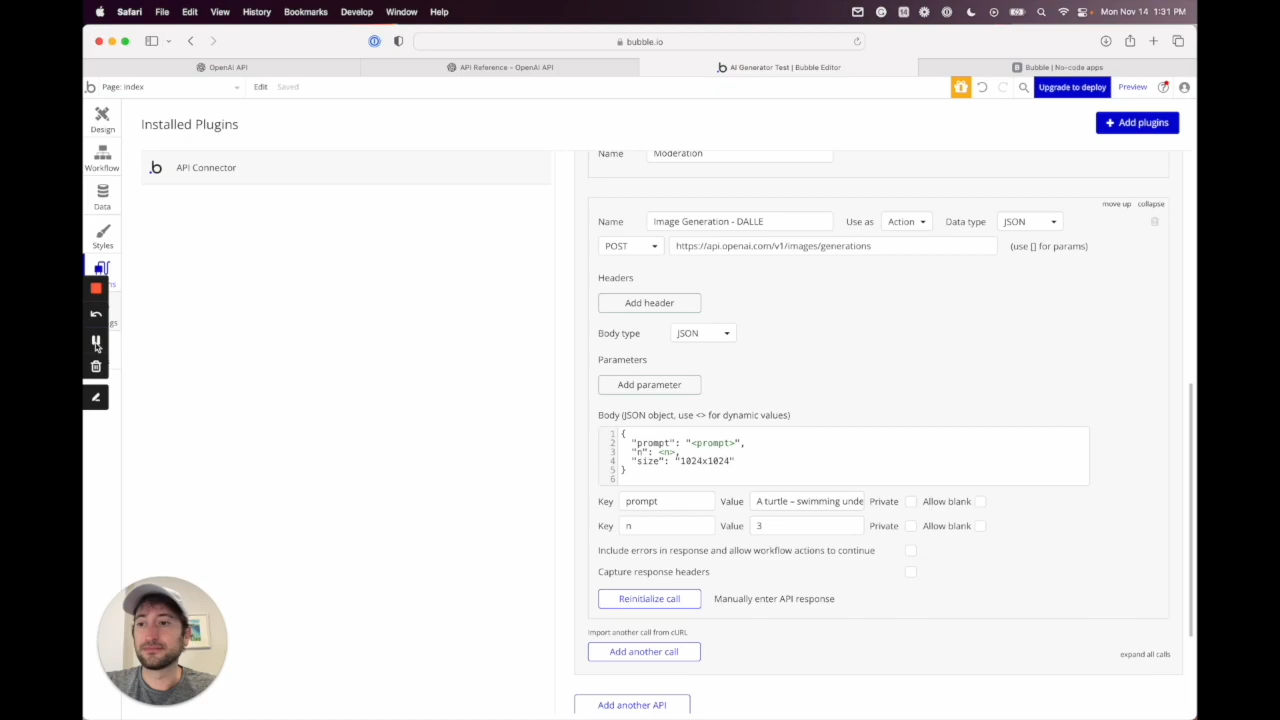 Safari File Edit View History Bookmarks Develop Window Help 14 Mon Nov 14 1:31 PM
bubble.io
OpenAI API API Reference - OpenAI API AI Generator Test | Bubble Editor Bubble | No-code apps
Page: index Edit Saved Upgrade to deploy Preview
Design
Workflow
Data
Styles
Installed Plugins
+ Add plugins
API Connector
Name Moderation
move up collapse
Name Image Generation - DALLE Use as Action Data type JSON
POST https://api.openai.com/v1/images/generations (use [] for params)
Headers
Add header
Body type JSON
Parameters
Add parameter
Body (JSON object, use <> for dynamic values)
1 {
2 "prompt": "<prompt>",
3 "n": <n>,
4 "size": "1024x1024"
5 }
6
Key prompt Value A turtle – swimming unde Private Allow blank
Key n Value 3 Private Allow blank
Include errors in response and allow workflow actions to continue
Capture response headers
Reinitialize call Manually enter API response
Import another call from cURL
Add another call expand all calls
Add another API